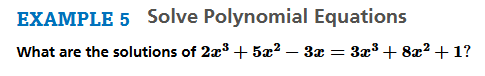 EXAMPLE 5 Solve Polynomial Equations
What are the solutions of 2x³ + 5x² − 3x = 3x³ + 8x² + 1?